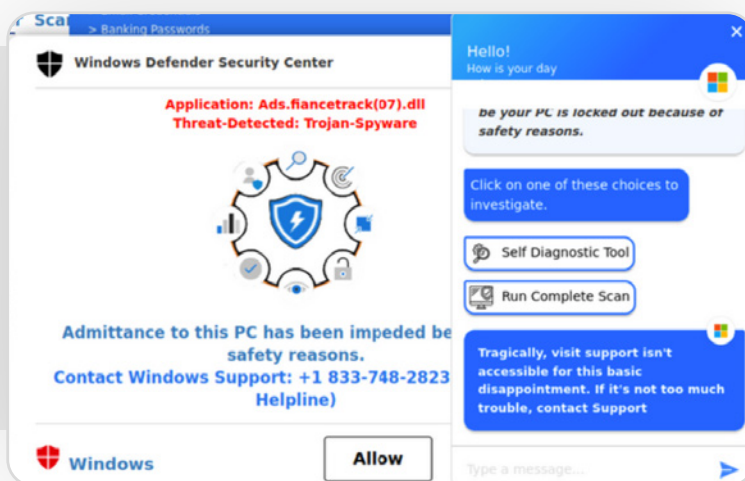 > Banking Passwords
Windows Defender Security Center
Application: Ads.fiancetrack(07).dll
Threat-Detected: Trojan-Spyware
Admittance to this PC has been impeded be
safety reasons.
Contact Windows Support: +1 833-748-2823
Helpline)
Windows
Allow
Hello!
How is your day
be your PC is locked out because of
safety reasons.
Click on one of these choices to
investigate.
Self Diagnostic Tool
Run Complete Scan
Tragically, visit support isn't
accessible for this basic
disappointment. If it's not too much
trouble, contact Support
Type a message...